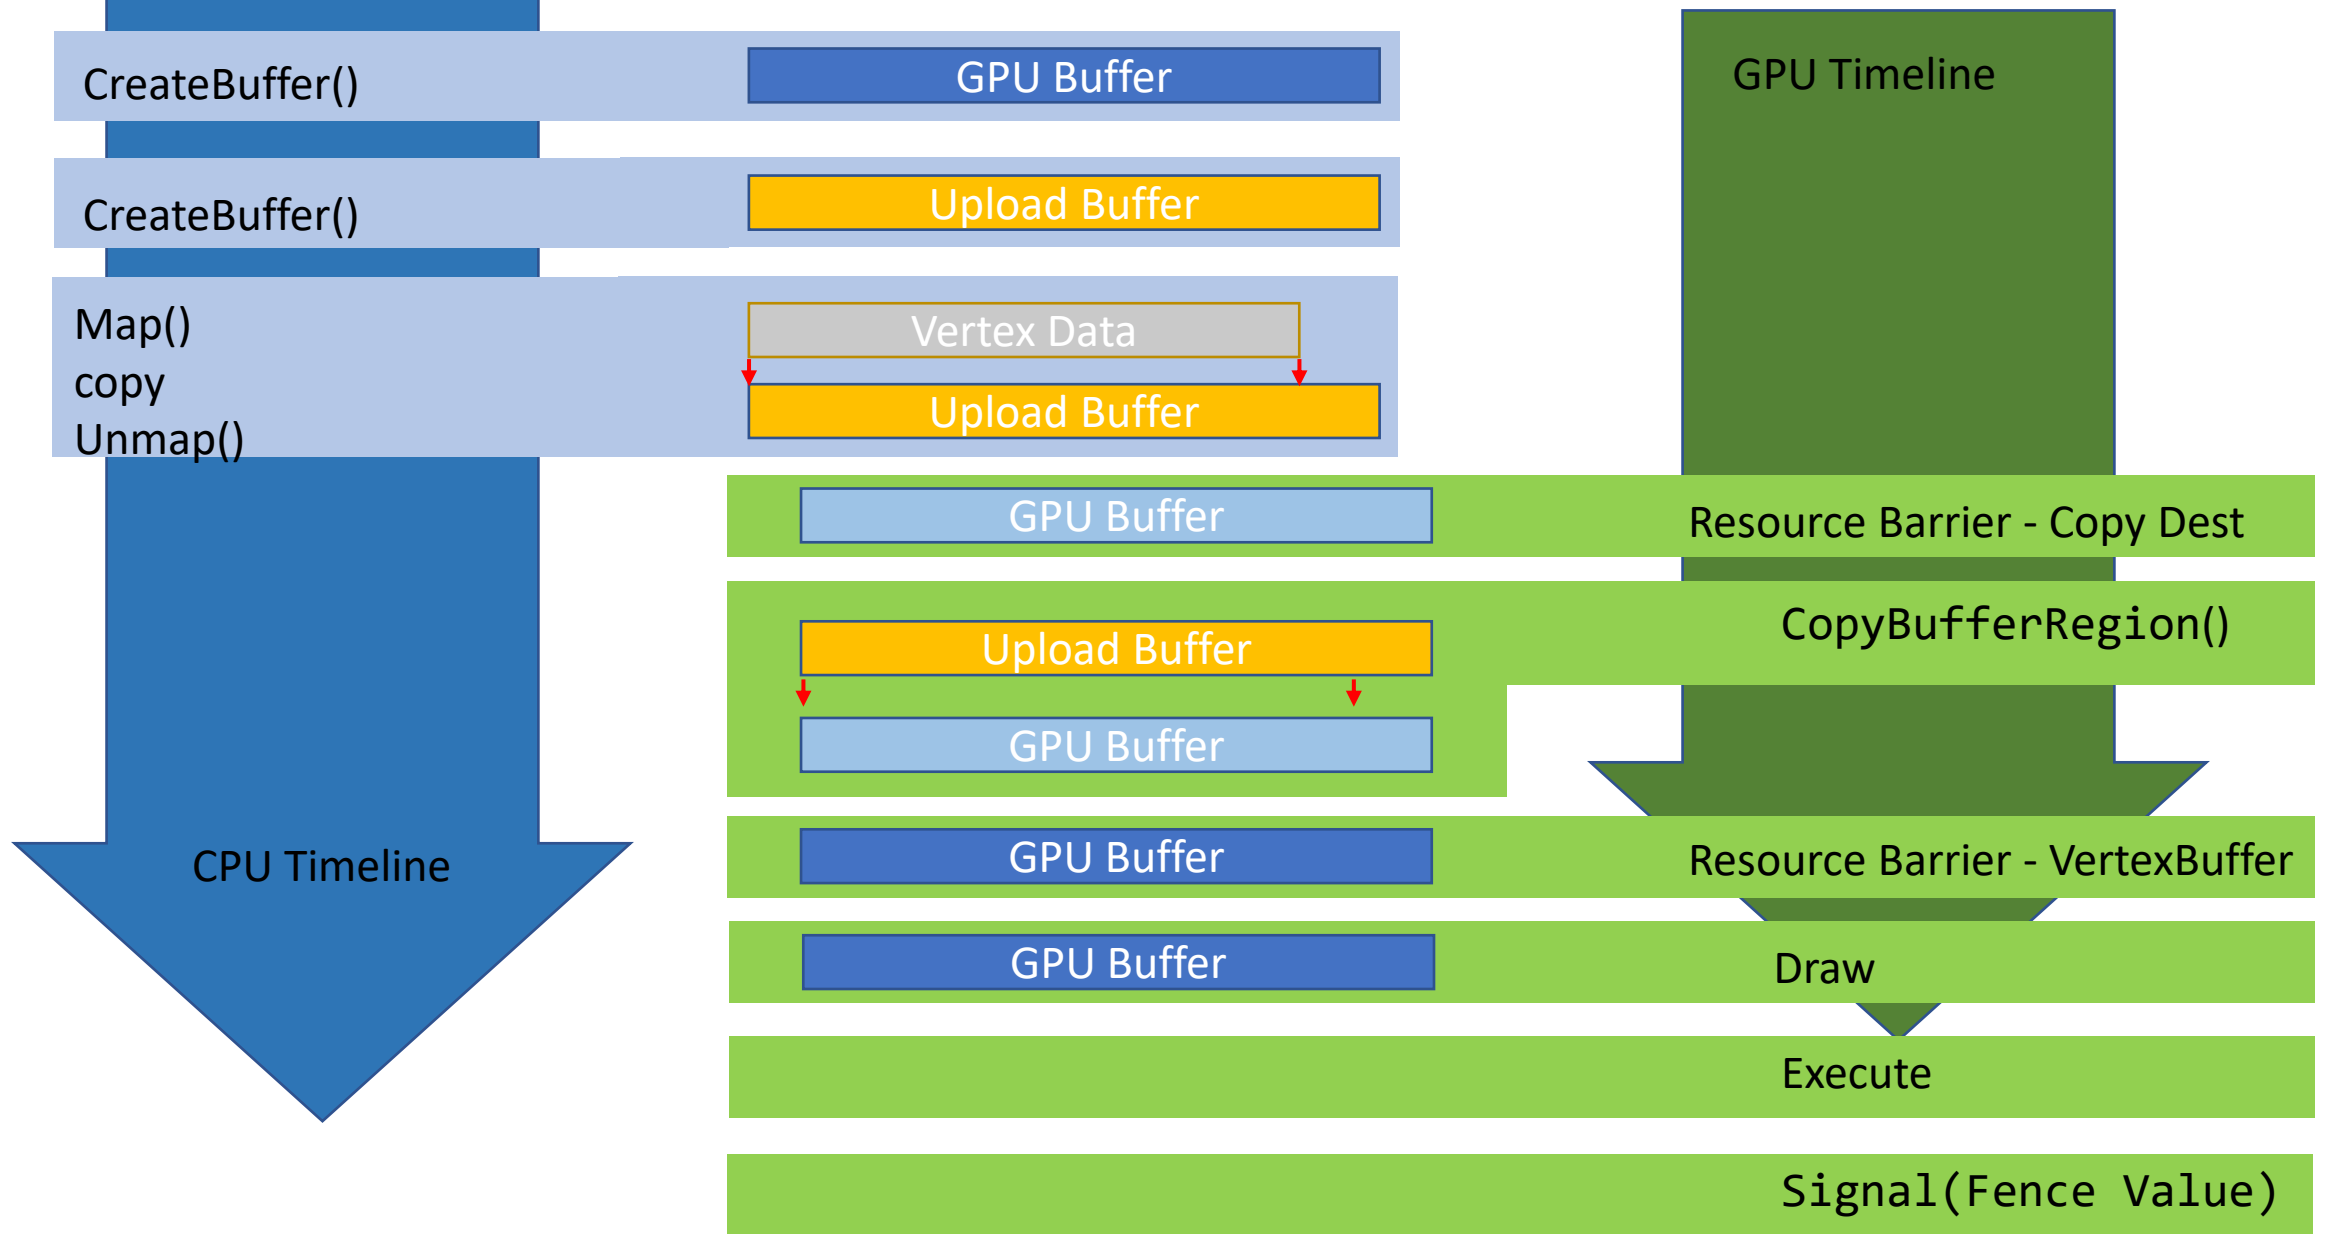 CreateBuffer()
GPU Buffer
GPU Timeline
CreateBuffer()
Upload Buffer
Map()
copy
Unmap()
Vertex Data
Upload Buffer
GPU Buffer
Resource Barrier - Copy Dest
CopyBufferRegion()
Upload Buffer
GPU Buffer
GPU Buffer
Resource Barrier - VertexBuffer
CPU Timeline
GPU Buffer
Draw
Execute
Signal(Fence Value)